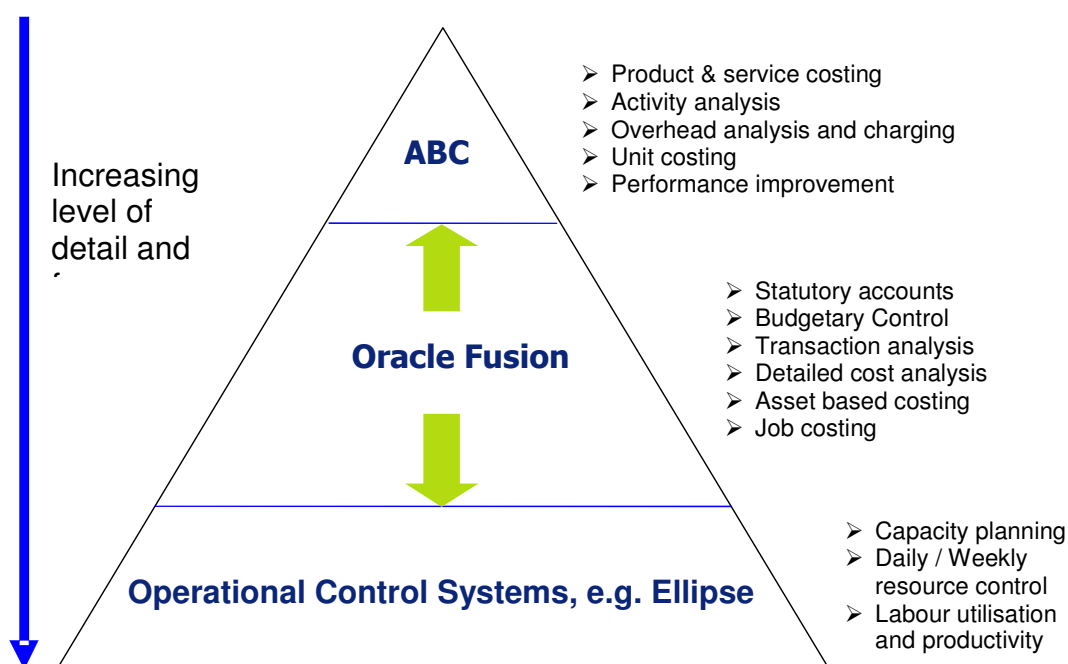 ➢ Product & service costing
➢ Activity analysis
➢ Overhead analysis and charging
➢ Unit costing
➢ Performance improvement
ABC
Increasing
level of
detail and
➢ Statutory accounts
➢ Budgetary Control
➢ Transaction analysis
➢ Detailed cost analysis
➢ Asset based costing
➢ Job costing
Oracle Fusion
➢ Capacity planning
➢ Daily / Weekly
resource control
➢ Labour utilisation
and productivity
Operational Control Systems, e.g. Ellipse